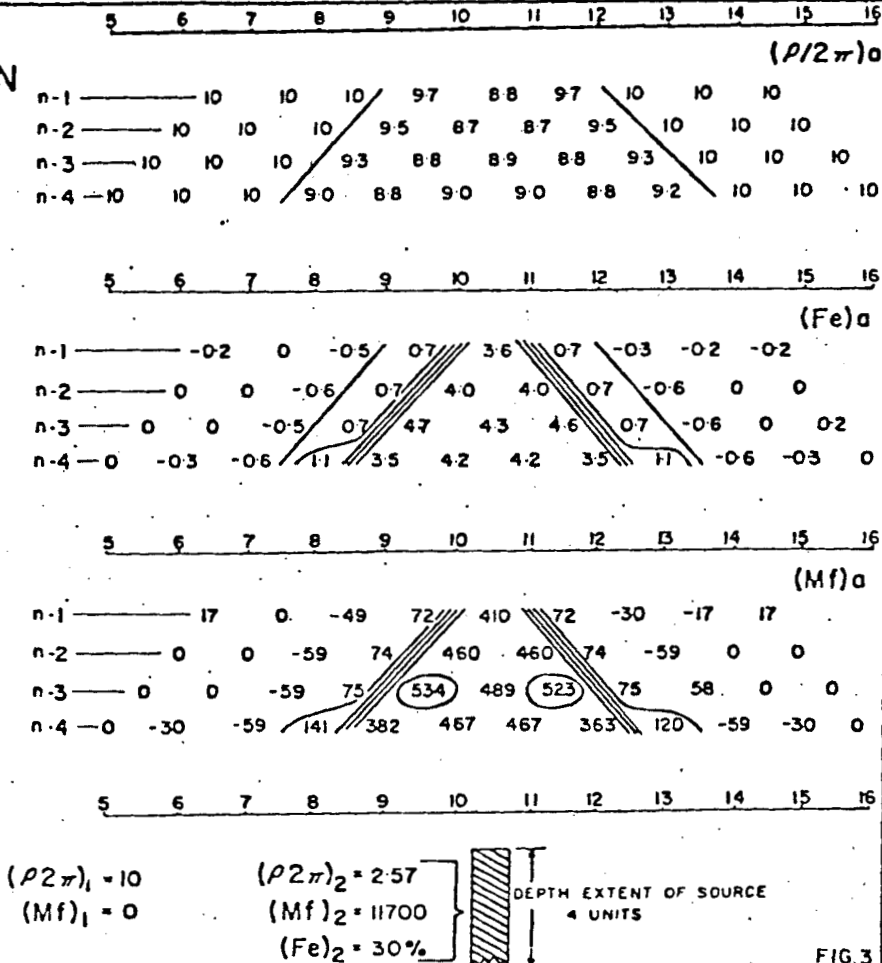 5 6 7 8 9 10 11 12 13 14 15 16
(ρ/2π)a
N
n-1 10 10 10 9.7 8.8 9.7 10 10 10
n-2 10 10 10 9.5 8.7 8.7 9.5 10 10 10
n-3 10 10 10 9.3 8.8 8.9 8.8 9.3 10 10 10
n-4 10 10 10 9.0 8.8 9.0 9.0 8.8 9.2 10 10 10
5 6 7 8 9 10 11 12 13 14 15 16
(Fe)a
n-1 -0.2 0 -0.5 0.7 3.6 0.7 -0.3 -0.2 -0.2
n-2 0 0 -0.6 0.7 4.0 4.0 0.7 -0.6 0 0
n-3 0 0 -0.5 0.7 4.7 4.3 4.6 0.7 -0.6 0 0.2
n-4 0 -0.3 -0.6 1.1 3.5 4.2 4.2 3.5 1.1 -0.6 -0.3 0
5 6 7 8 9 10 11 12 13 14 15 16
(Mf)a
n-1 17 0. -49 72 410 72 -30 -17 17
n-2 0 0 -59 74 460 460 74 -59 0 0
n-3 0 0 -59 75 534 489 523 75 58 0 0
n-4 0 -30 -59 141 382 467 467 363 120 -59 -30 0
5 6 7 8 9 10 11 12 13 14 15 16
(ρ2π)₁ = 10 (ρ2π)₂ = 2.57
(Mf)₁ = 0 (Mf)₂ = 11700
(Fe)₂ = 30%
DEPTH EXTENT OF SOURCE
4 UNITS
FIG.3